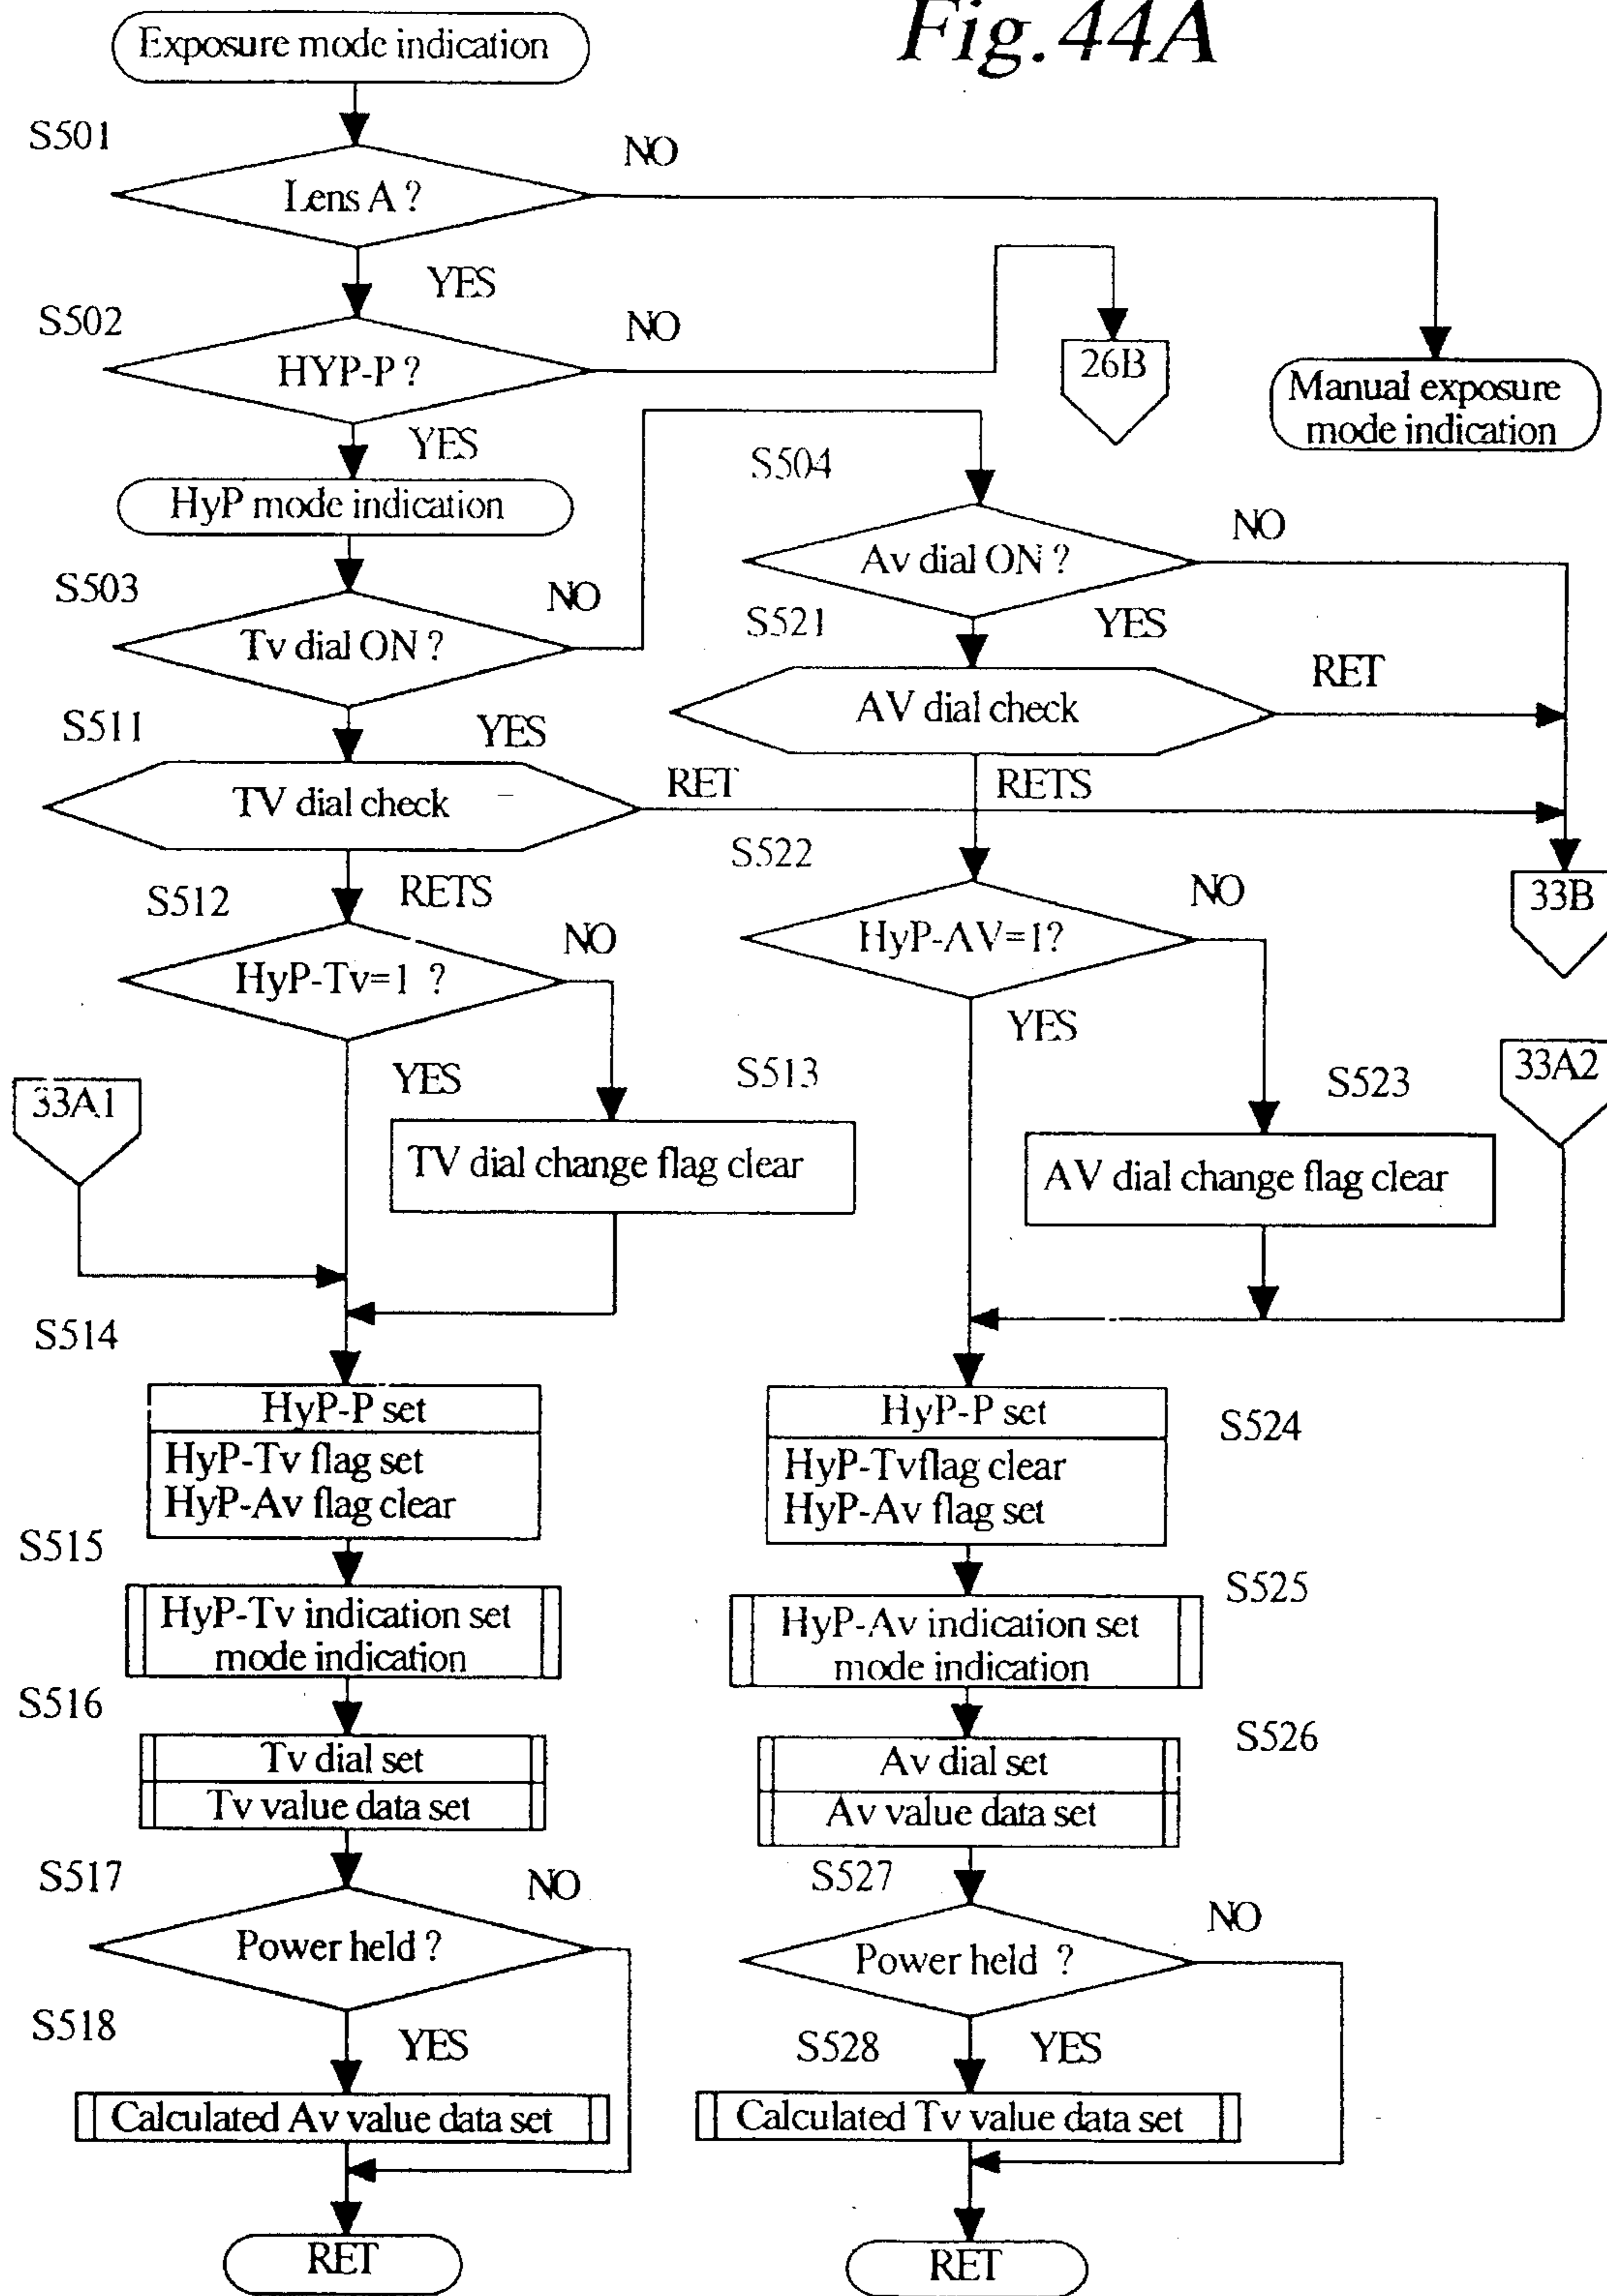 Fig.44A
Exposure mode indication
S501
NO
Lens A ?
YES
S502
NO
HYP-P ?
26B
Manual exposure
mode indication
YES
S504
HyP mode indication
NO
Av dial ON ?
S503
NO
S521
YES
Tv dial ON ?
RET
AV dial check
S511
YES
RET
RETS
TV dial check
S522
S512
RETS
NO
33B
NO
HyP-AV=1?
HyP-Tv=1 ?
YES
33A1
YES
S513
33A2
S523
TV dial change flag clear
AV dial change flag clear
S514
HyP-P set
HyP-Tv flag set
HyP-Av flag clear
HyP-P set
S524
HyP-Tvflag clear
HyP-Av flag set
S515
HyP-Tv indication set
mode indication
S525
HyP-Av indication set
mode indication
S516
Tv dial set
Tv value data set
S526
Av dial set
Av value data set
S517
NO
S527
NO
Power held ?
Power held ?
S518
YES
S528
YES
Calculated Av value data set
Calculated Tv value data set
RET
RET